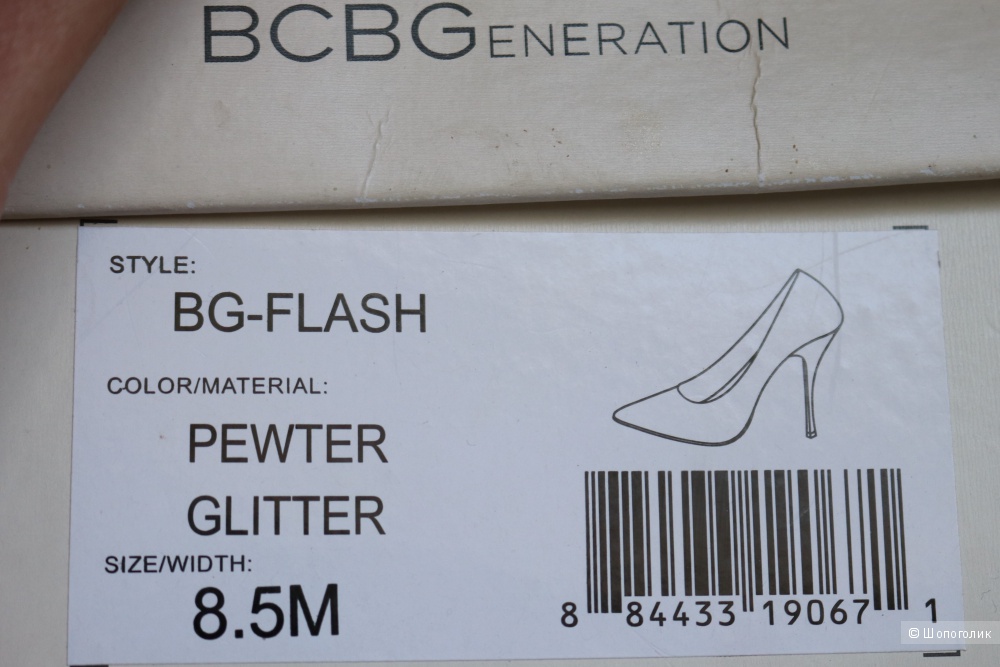 BCBGENERATION
STYLE:
BG-FLASH
COLOR/MATERIAL:
PEWTER
GLITTER
SIZE/WIDTH:
8.5M
8 84433 19067 1
© Шопоголик